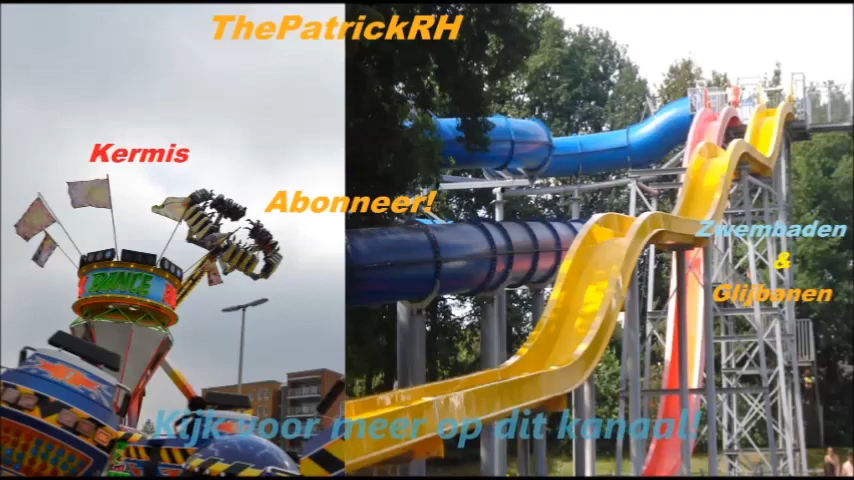 ThePatrickRH
Kermis
Abonneer!
Zwembaden
&
Glijbanen
DANCE
Kijk voor meer op dit kanaal!